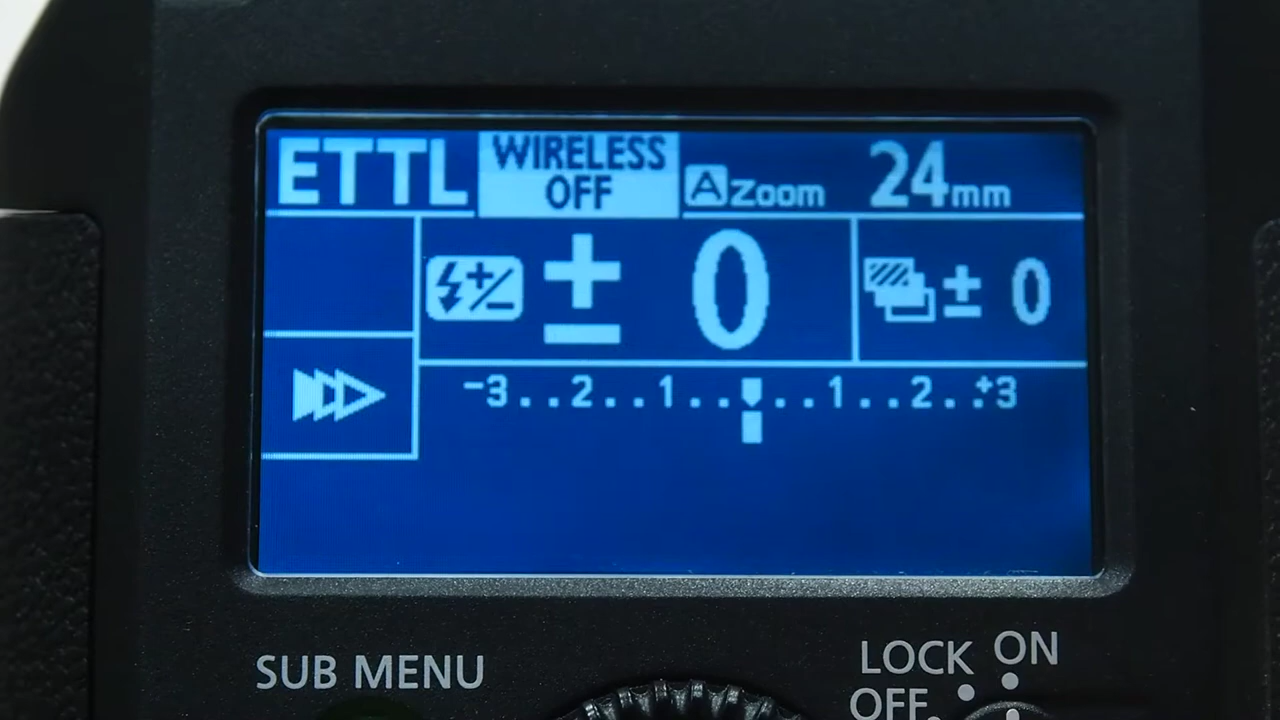 ETTL WIRELESS OFF A Zoom 24mm
± 0 ± 0
-3..2..1..▮..1..2..+3
SUB MENU
LOCK ON
OFF